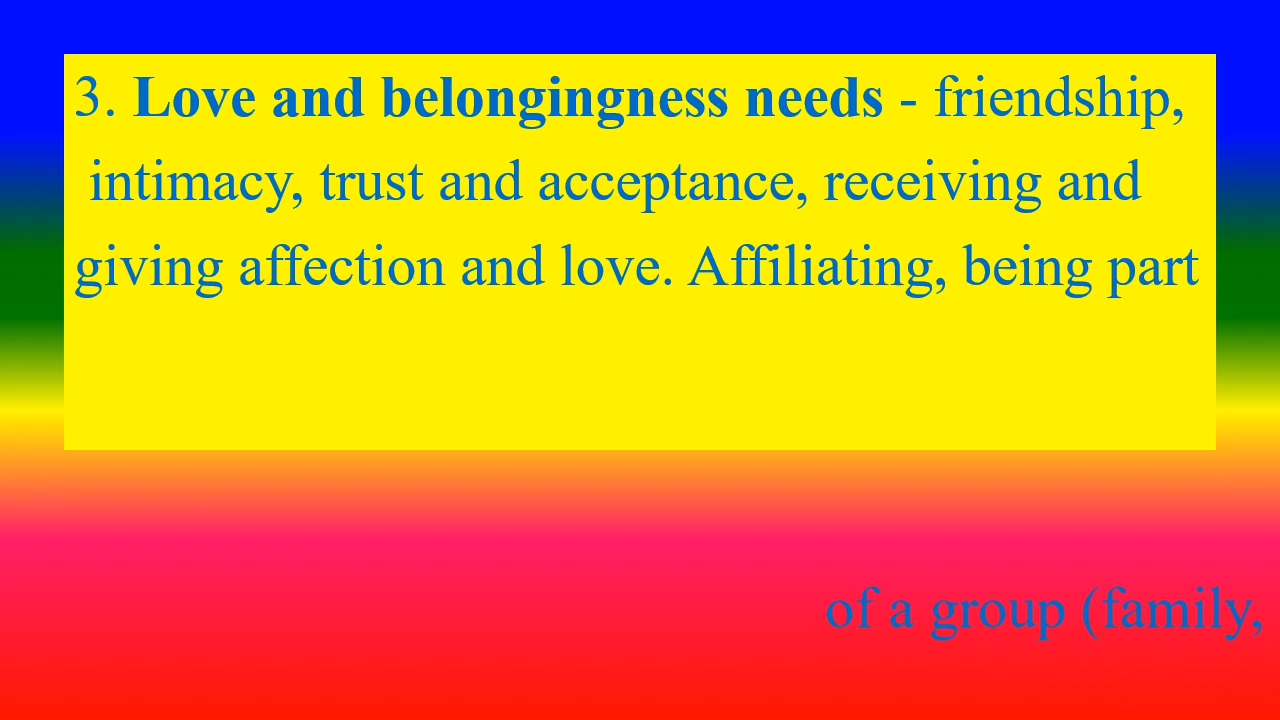 3. Love and belongingness needs - friendship,
intimacy, trust and acceptance, receiving and
giving affection and love. Affiliating, being part
of a group (family,